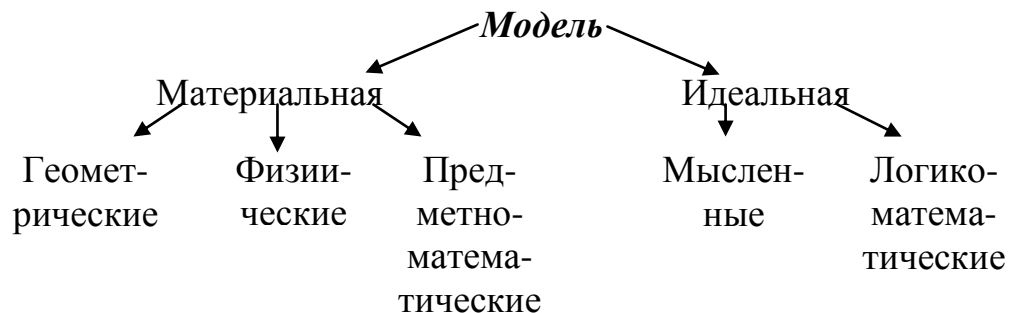 Модель
Материальная Идеальная
Геомет- Физии- Пред- Мыслен- Логико-
рические ческие метно- ные матема-
матема- тические
тические